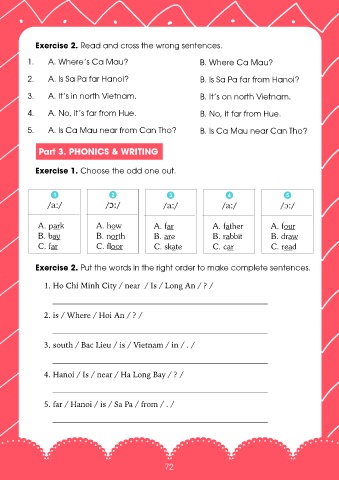 Exercise 2. Read and cross the wrong sentences.
1. A. Where's Ca Mau? B. Where Ca Mau?
2. A. Is Sa Pa far Hanoi? B. Is Sa Pa far from Hanoi?
3. A. It's in north Vietnam. B. It's on north Vietnam.
4. A. No, it's far from Hue. B. No, it far from Hue.
5. A. Is Ca Mau near from Can Tho? B. Is Ca Mau near Can Tho?
Part 3. PHONICS & WRITING
Exercise 1. Choose the odd one out.
1 2 3 4 5
/a:/ /ɔ:/ /a:/ /a:/ /ɔ:/
A. park A. how A. far A. father A. four
B. bay B. north B. are B. rabbit B. draw
C. far C. floor C. skate C. car C. read
Exercise 2. Put the words in the right order to make complete sentences.
1. Ho Chi Minh City / near / Is / Long An / ? /
2. is / Where / Hoi An / ? /
3. south / Bac Lieu / is / Vietnam / in / . /
4. Hanoi / Is / near / Ha Long Bay / ? /
5. far / Hanoi / is / Sa Pa / from / . /
72